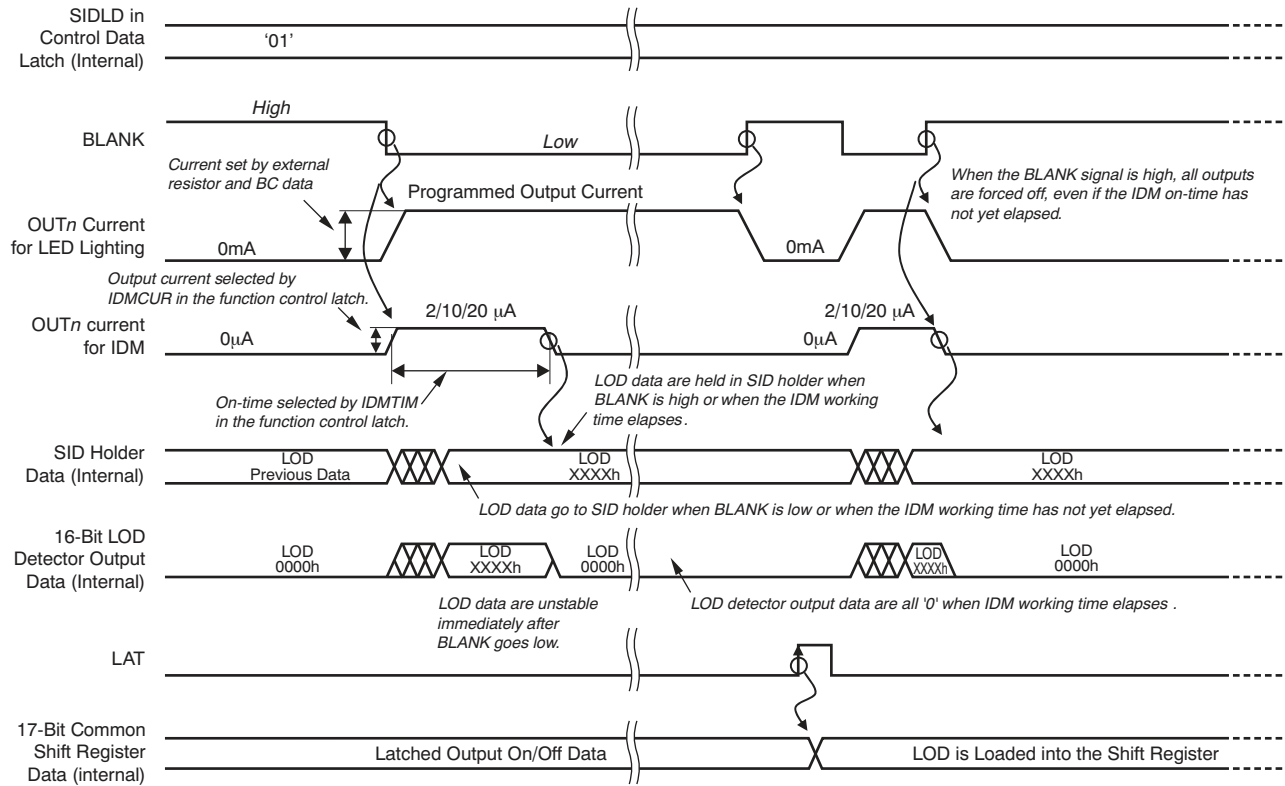 SIDLD in
Control Data
Latch (Internal)
‘01’
High
BLANK
Low
Current set by external
resistor and BC data
Programmed Output Current
When the BLANK signal is high, all outputs
are forced off, even if the IDM on-time has
not yet elapsed.
OUTn Current
for LED Lighting
0mA
0mA
Output current selected by
IDMCUR in the function control latch.
2/10/20 μA
2/10/20 μA
OUTn current
for IDM
0μA
0μA
On-time selected by IDMTIM
in the function control latch.
LOD data are held in SID holder when
BLANK is high or when the IDM working
time elapses .
SID Holder
Data (Internal)
LOD
Previous Data
LOD
XXXXh
LOD
XXXXh
LOD data go to SID holder when BLANK is low or when the IDM working time has not yet elapsed.
16-Bit LOD
Detector Output
Data (Internal)
LOD
0000h
LOD
XXXXh
LOD
0000h
LOD
XXXXh
LOD
0000h
LOD data are unstable
immediately after
BLANK goes low.
LOD detector output data are all '0' when IDM working time elapses .
LAT
17-Bit Common
Shift Register
Data (internal)
Latched Output On/Off Data
LOD is Loaded into the Shift Register